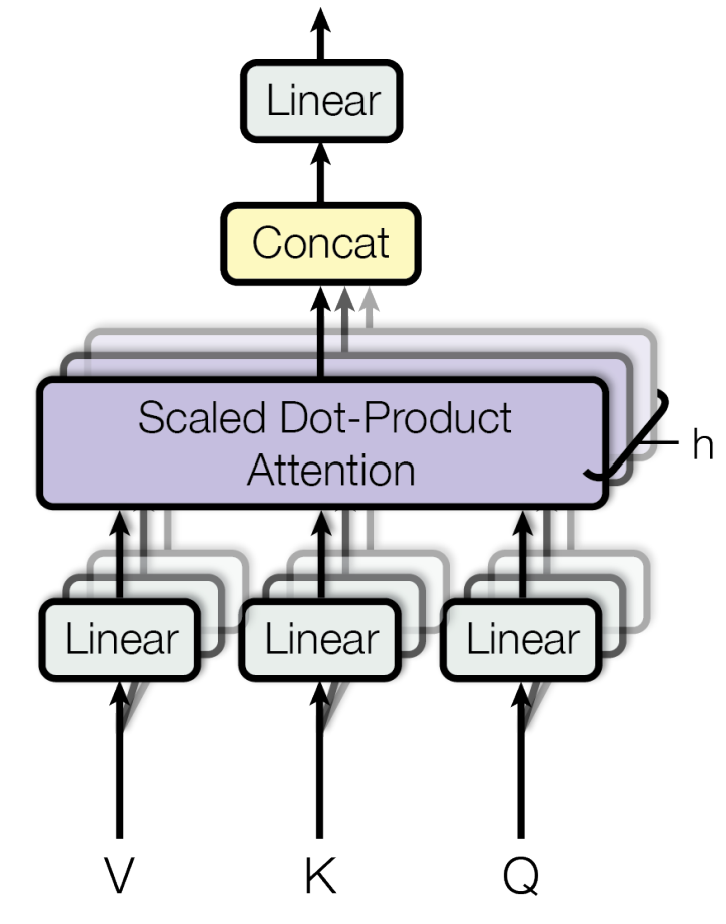 Linear
Concat
Scaled Dot-Product
Attention
h
Linear
Linear
Linear
V
K
Q